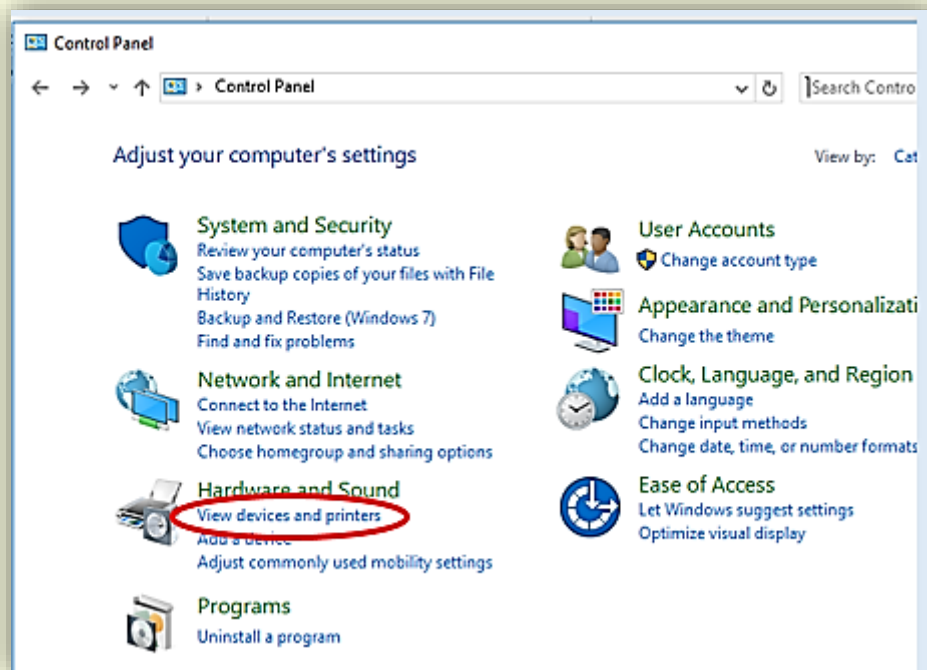 Control Panel
Control Panel
Search Contro
Adjust your computer's settings
View by: Cat
System and Security
Review your computer's status
Save backup copies of your files with File
History
Backup and Restore (Windows 7)
Find and fix problems
Network and Internet
Connect to the Internet
View network status and tasks
Choose homegroup and sharing options
Hardware and Sound
View devices and printers
Add a device
Adjust commonly used mobility settings
Programs
Uninstall a program
User Accounts
Change account type
Appearance and Personalizati
Change the theme
Clock, Language, and Region
Add a language
Change input methods
Change date, time, or number formats
Ease of Access
Let Windows suggest settings
Optimize visual display